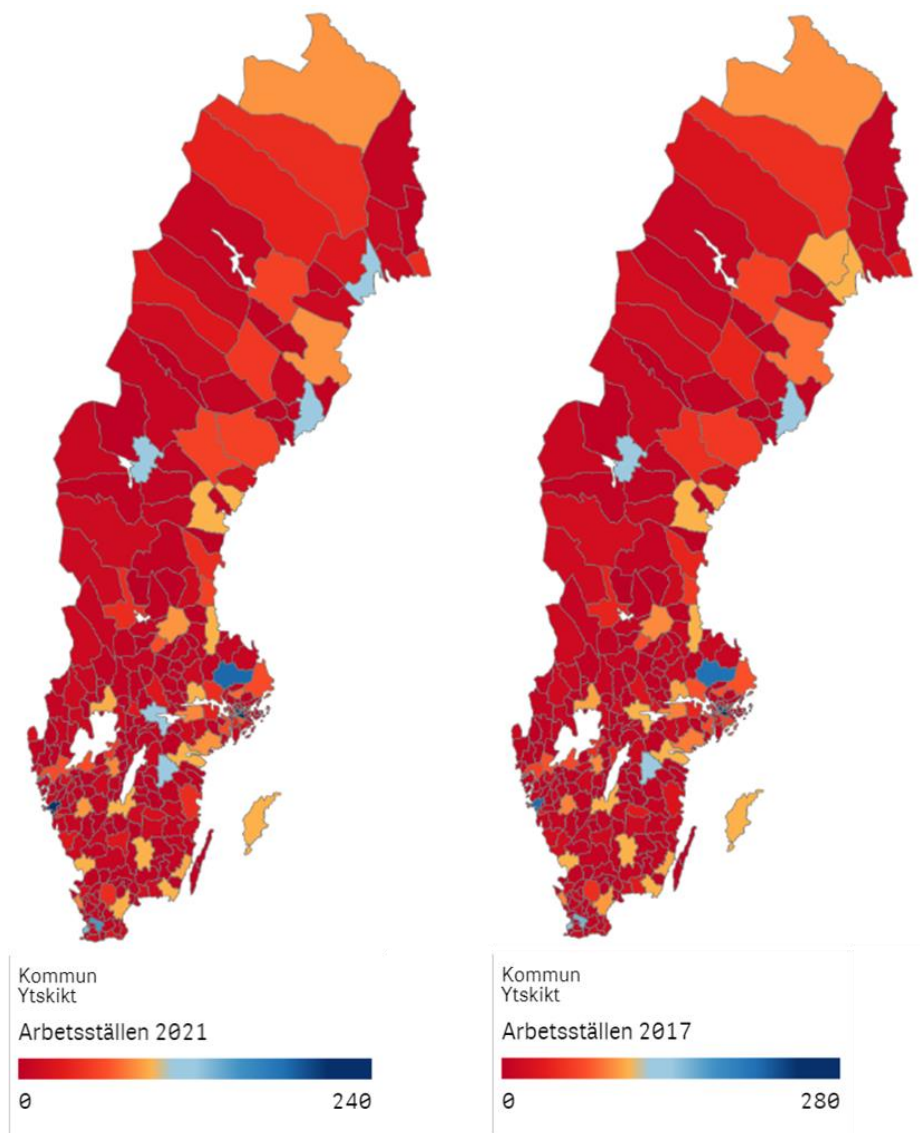 Kommun
Ytskikt
Arbetsställen 2021
0 240
Kommun
Ytskikt
Arbetsställen 2017
0 280